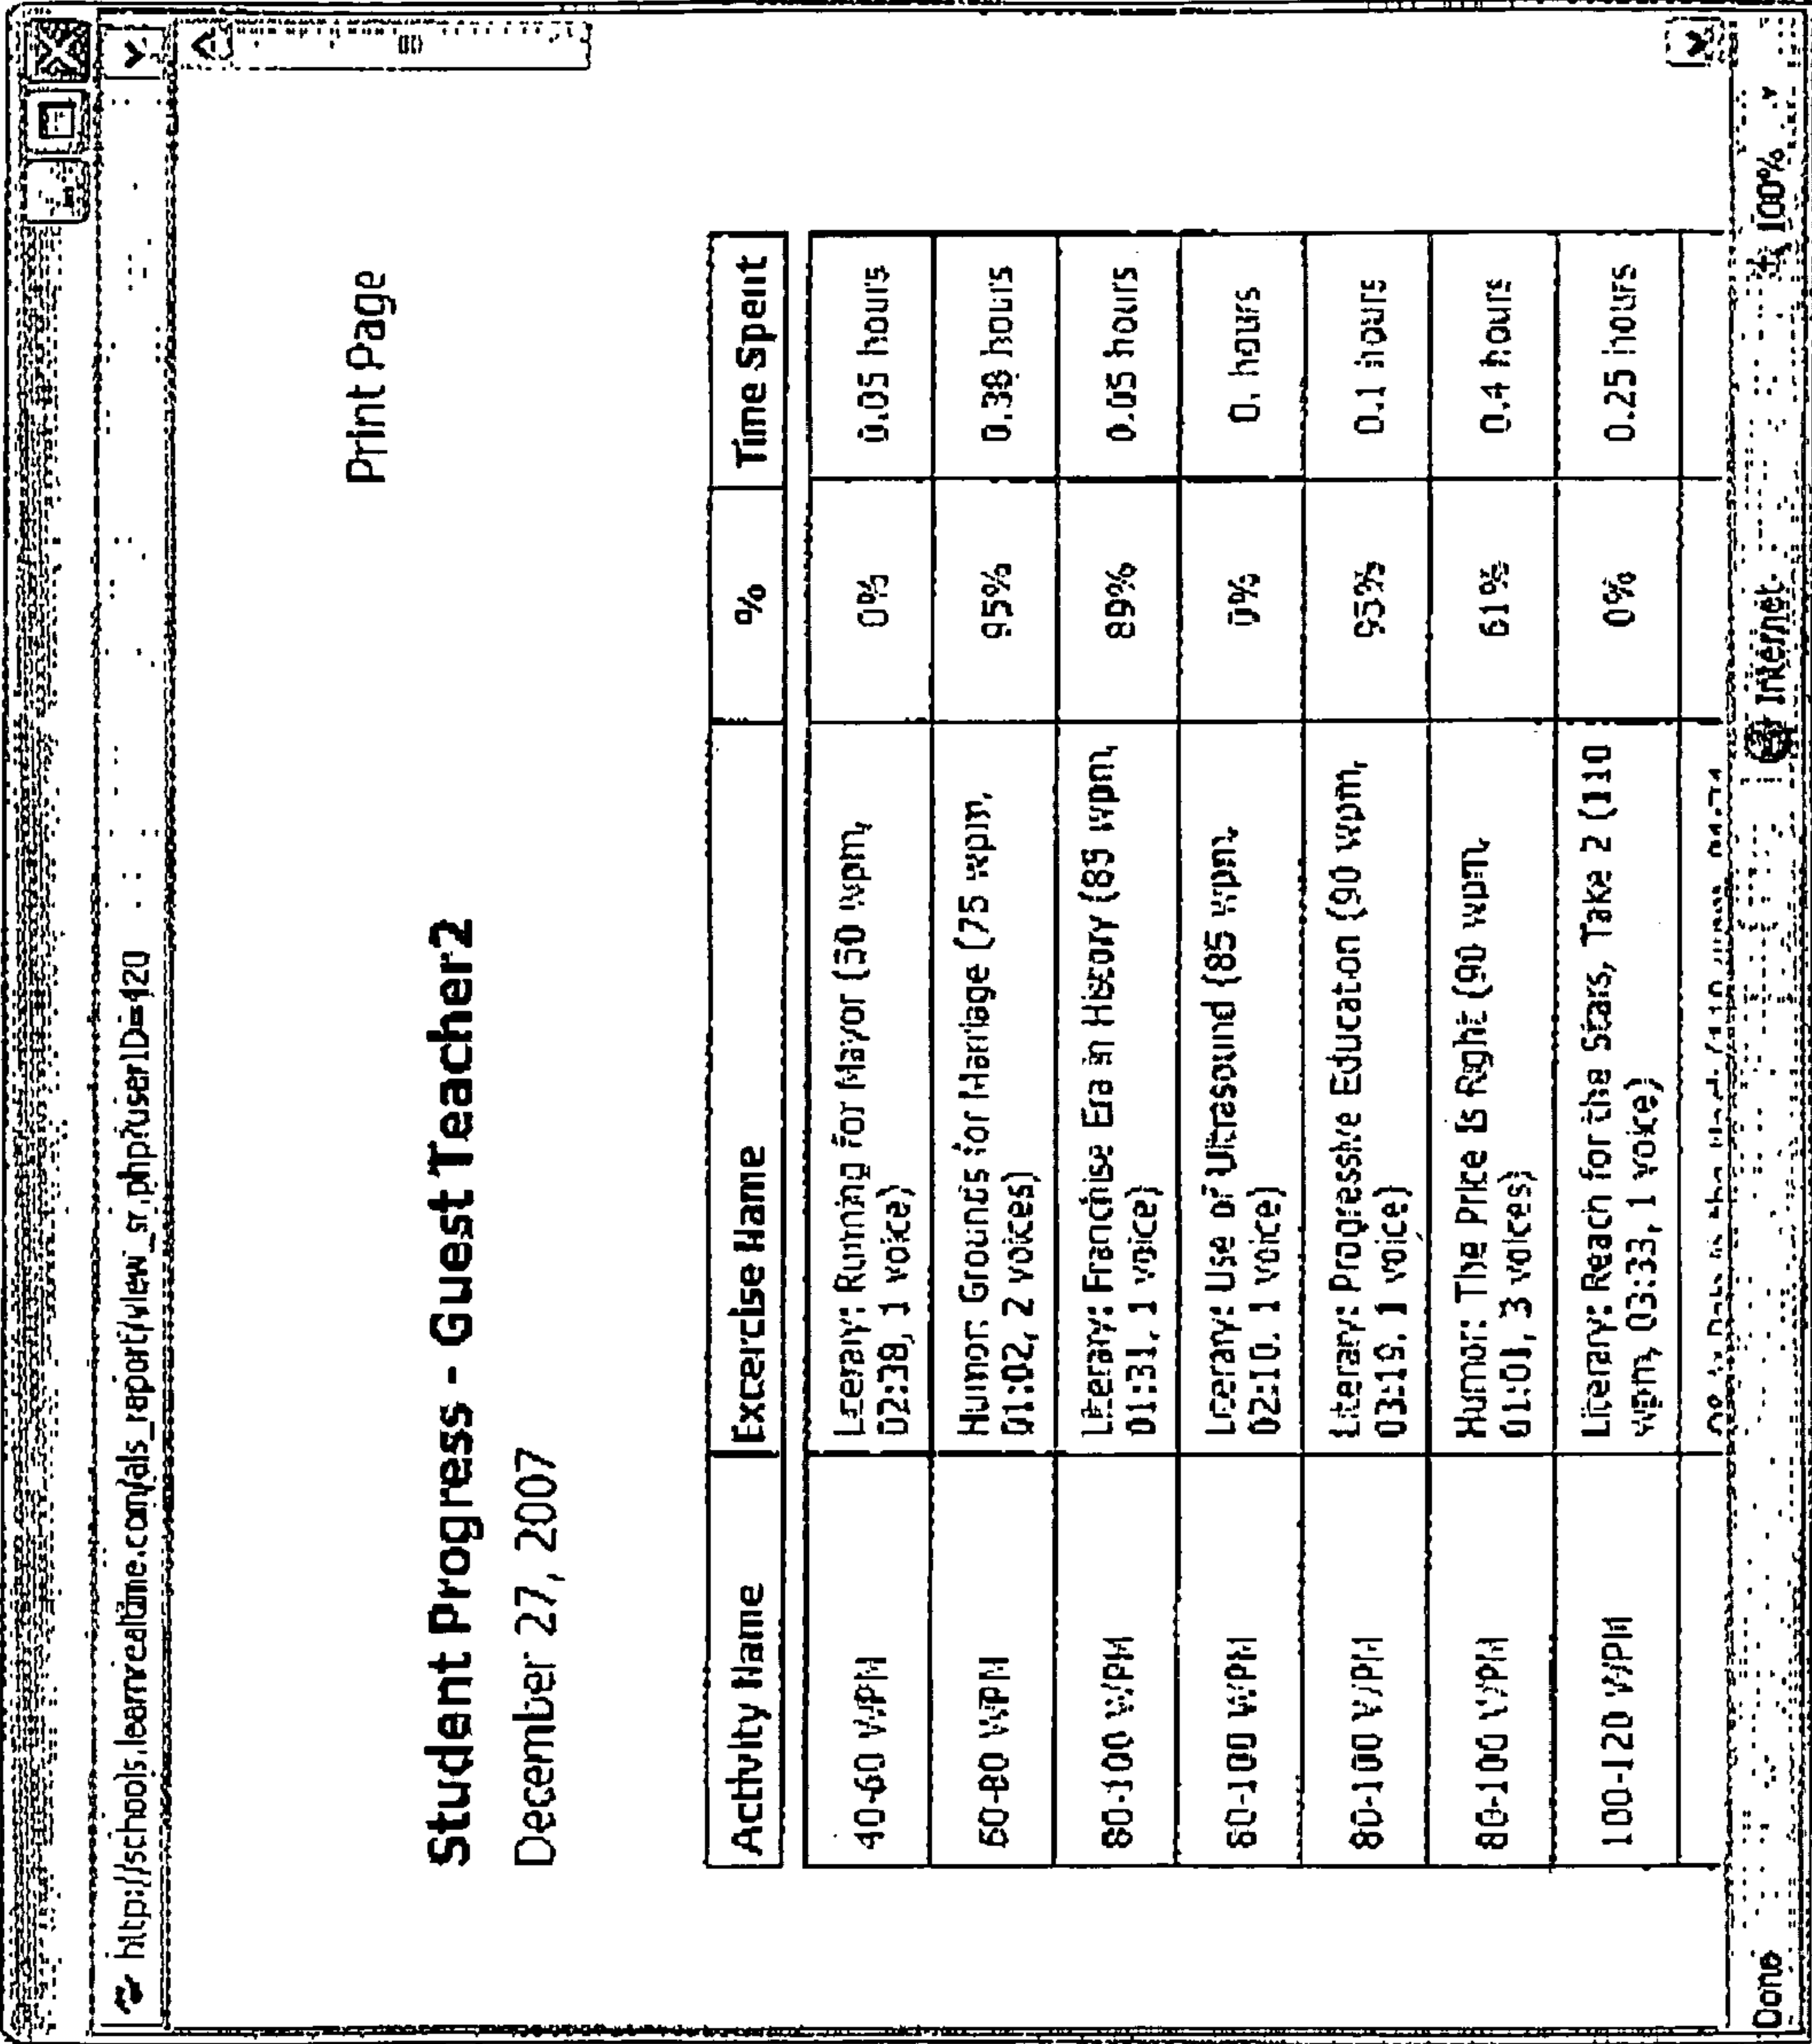 http://schools.learnrealtime.com/als_report/view_sr.php?userID=420
Print Page
Student Progress - Guest Teacher2
December 27, 2007
Activity Name Excercise Name % Time Spent
40-60 WPM Literary: Running for Mayor (50 wpm, 0% 0.05 hours
02:38, 1 voice)
60-80 WPM Humor: Grounds for Marriage (75 wpm, 95% 0.38 hours
01:02, 2 voices)
80-100 WPM Literary: Franchise Era in History (85 wpm, 89% 0.05 hours
01:31, 1 voice)
80-100 WPM Literary: Use of Ultrasound (85 wpm, 0% 0. hours
02:10, 1 voice)
80-100 WPM Literary: Progressive Education (90 wpm, 0.1 hours
03:19, 1 voice)
80-100 WPM Humor: The Price Is Right (90 wpm, 61% 0.4 hours
01:01, 3 voices)
100-120 WPM Literary: Reach for the Stars, Take 2 (110 0% 0.25 hours
wpm, 03:33, 1 voice)
Done Internet 100%